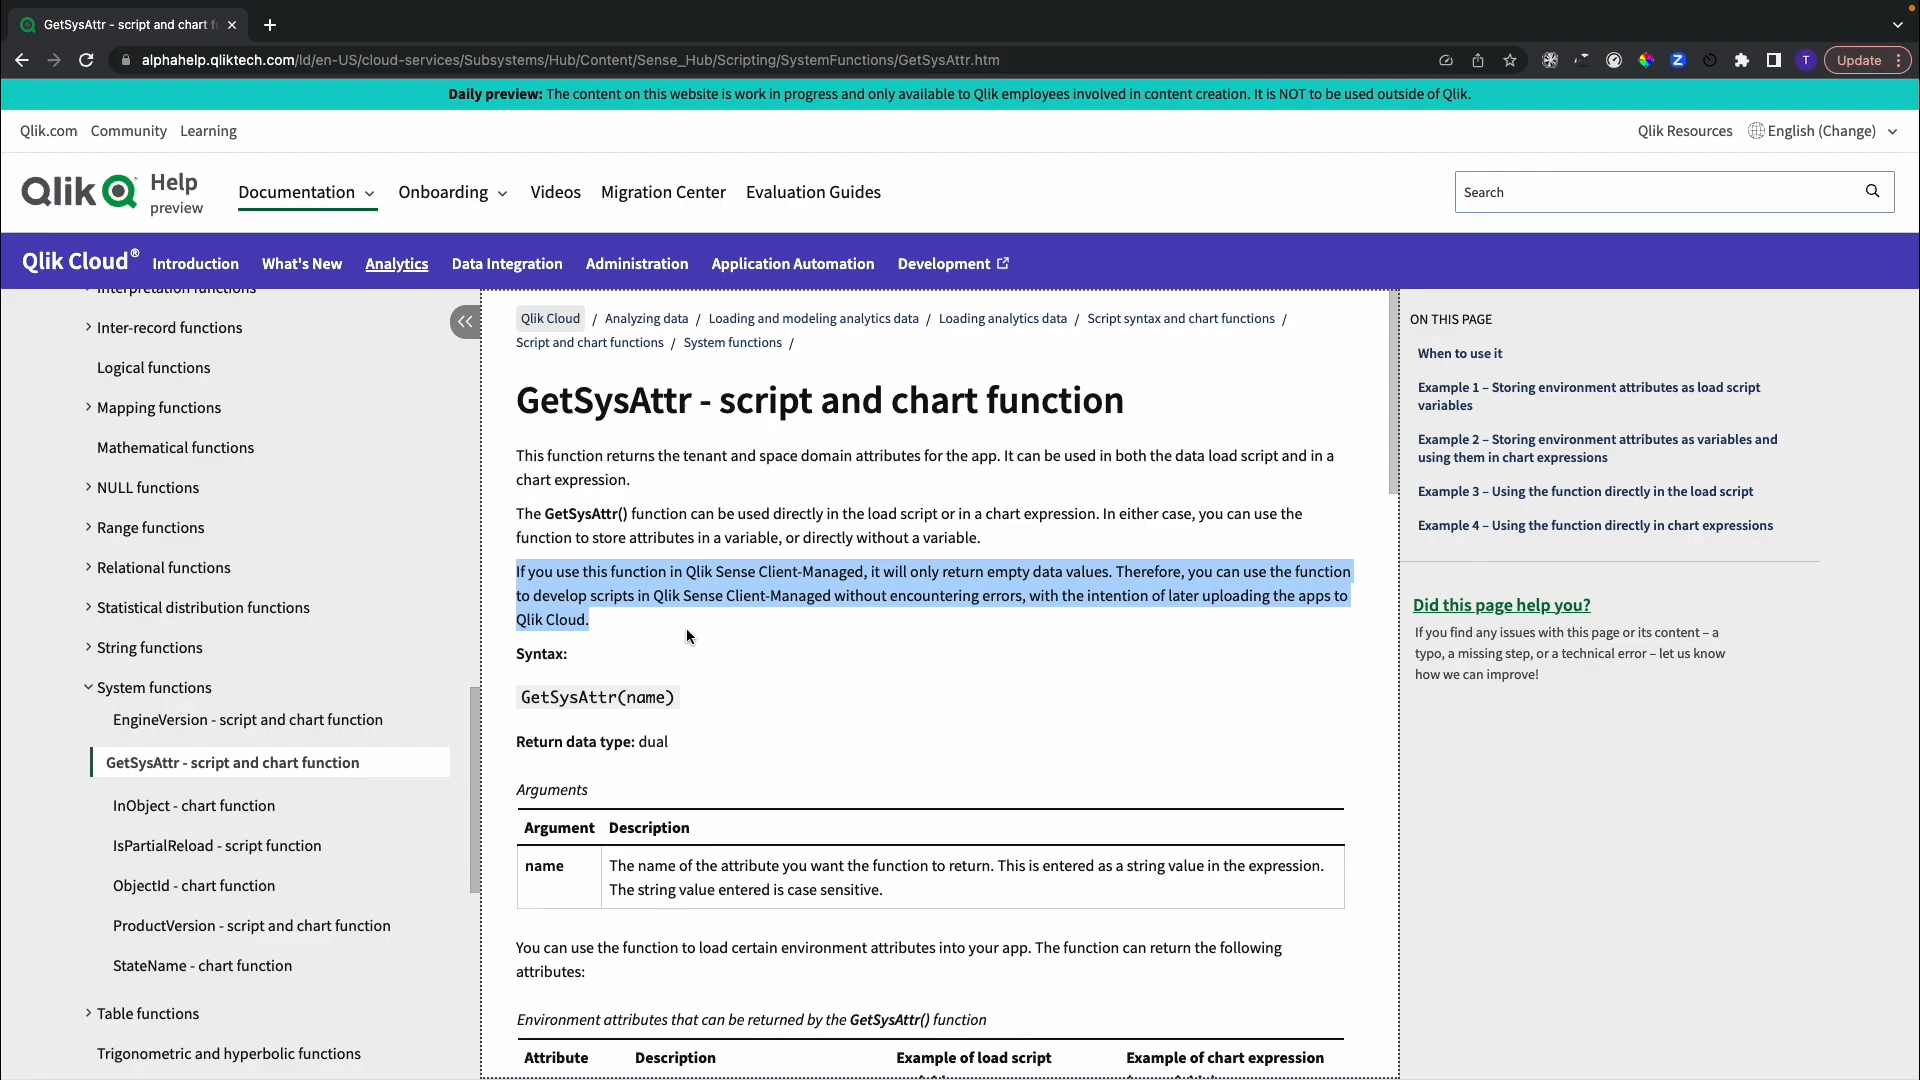 GetSysAttr - script and chart f
alphahelp.qliktech.com/ld/en-US/cloud-services/Subsystems/Hub/Content/Sense_Hub/Scripting/SystemFunctions/GetSysAttr.htm
T
Update
Daily preview: The content on this website is work in progress and only available to Qlik employees involved in content creation. It is NOT to be used outside of Qlik.
Qlik.com Community Learning
Qlik Resources English (Change)
Qlik Help preview
Documentation Onboarding Videos Migration Center Evaluation Guides
Search
Qlik Cloud® Introduction What's New Analytics Data Integration Administration Application Automation Development
Interpretation functions
Inter-record functions
Logical functions
Mapping functions
Mathematical functions
NULL functions
Range functions
Relational functions
Statistical distribution functions
String functions
System functions
EngineVersion - script and chart function
GetSysAttr - script and chart function
InObject - chart function
IsPartialReload - script function
ObjectId - chart function
ProductVersion - script and chart function
StateName - chart function
Table functions
Trigonometric and hyperbolic functions
Qlik Cloud / Analyzing data / Loading and modeling analytics data / Loading analytics data / Script syntax and chart functions /
Script and chart functions / System functions /
GetSysAttr - script and chart function
This function returns the tenant and space domain attributes for the app. It can be used in both the data load script and in a
chart expression.
The GetSysAttr() function can be used directly in the load script or in a chart expression. In either case, you can use the
function to store attributes in a variable, or directly without a variable.
If you use this function in Qlik Sense Client-Managed, it will only return empty data values. Therefore, you can use the function
to develop scripts in Qlik Sense Client-Managed without encountering errors, with the intention of later uploading the apps to
Qlik Cloud.
Syntax:
GetSysAttr(name)
Return data type: dual
Arguments
Argument Description
name The name of the attribute you want the function to return. This is entered as a string value in the expression.
The string value entered is case sensitive.
You can use the function to load certain environment attributes into your app. The function can return the following
attributes:
Environment attributes that can be returned by the GetSysAttr() function
Attribute Description Example of load script Example of chart expression
ON THIS PAGE
When to use it
Example 1 – Storing environment attributes as load script
variables
Example 2 – Storing environment attributes as variables and
using them in chart expressions
Example 3 – Using the function directly in the load script
Example 4 – Using the function directly in chart expressions
Did this page help you?
If you find any issues with this page or its content – a
typo, a missing step, or a technical error – let us know
how we can improve!